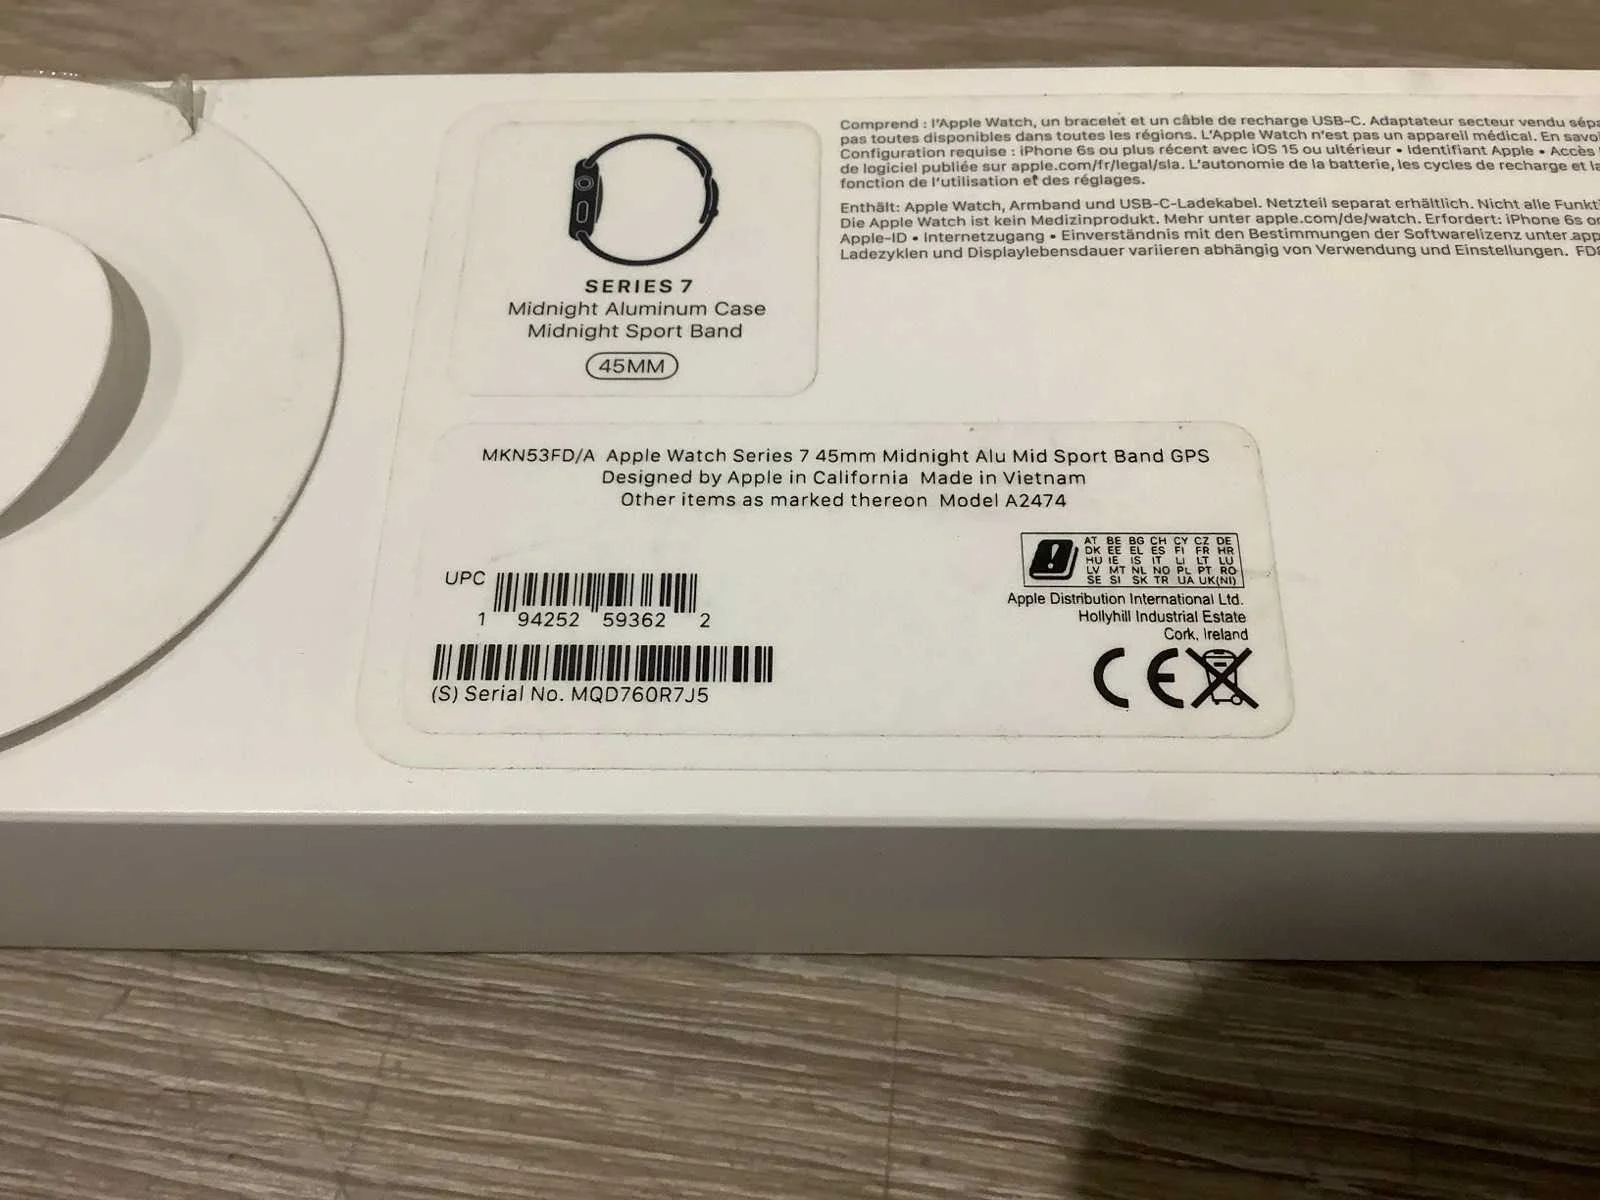 Comprend : l'Apple Watch, un bracelet et un câble de recharge USB-C. Adaptateur secteur vendu sépa
pas toutes disponibles dans toutes les régions. L'Apple Watch n'est pas un appareil médical. En savo
Configuration requise : iPhone 6s ou plus récent avec iOS 15 ou ultérieur • Identifiant Apple • Accès
de logiciel publiée sur apple.com/fr/legal/sla. L'autonomie de la batterie, les cycles de recharge et la
fonction de l'utilisation et des réglages.
Enthält: Apple Watch, Armband und USB-C-Ladekabel. Netzteil separat erhältlich. Nicht alle Funkt
Die Apple Watch ist kein Medizinprodukt. Mehr unter apple.com/de/watch. Erfordert: iPhone 6s o
Apple-ID • Internetzugang • Einverständnis mit den Bestimmungen der Softwarelizenz unter app
Ladezyklen und Displaylebensdauer variieren abhängig von Verwendung und Einstellungen. FD
SERIES 7
Midnight Aluminum Case
Midnight Sport Band
45MM
MKN53FD/A Apple Watch Series 7 45mm Midnight Alu Mid Sport Band GPS
Designed by Apple in California Made in Vietnam
Other items as marked thereon Model A2474
AT BE BG CH CY CZ DE
DK EE EL ES FI FR HR
HU IE IS IT LI LT LU
LV MT NL NO PL PT RO
SE SI SK TR UA UK(NI)
Apple Distribution International Ltd.
Hollyhill Industrial Estate
Cork, Ireland
CE
UPC
1 94252 59362 2
(S) Serial No. MQD760R7J5